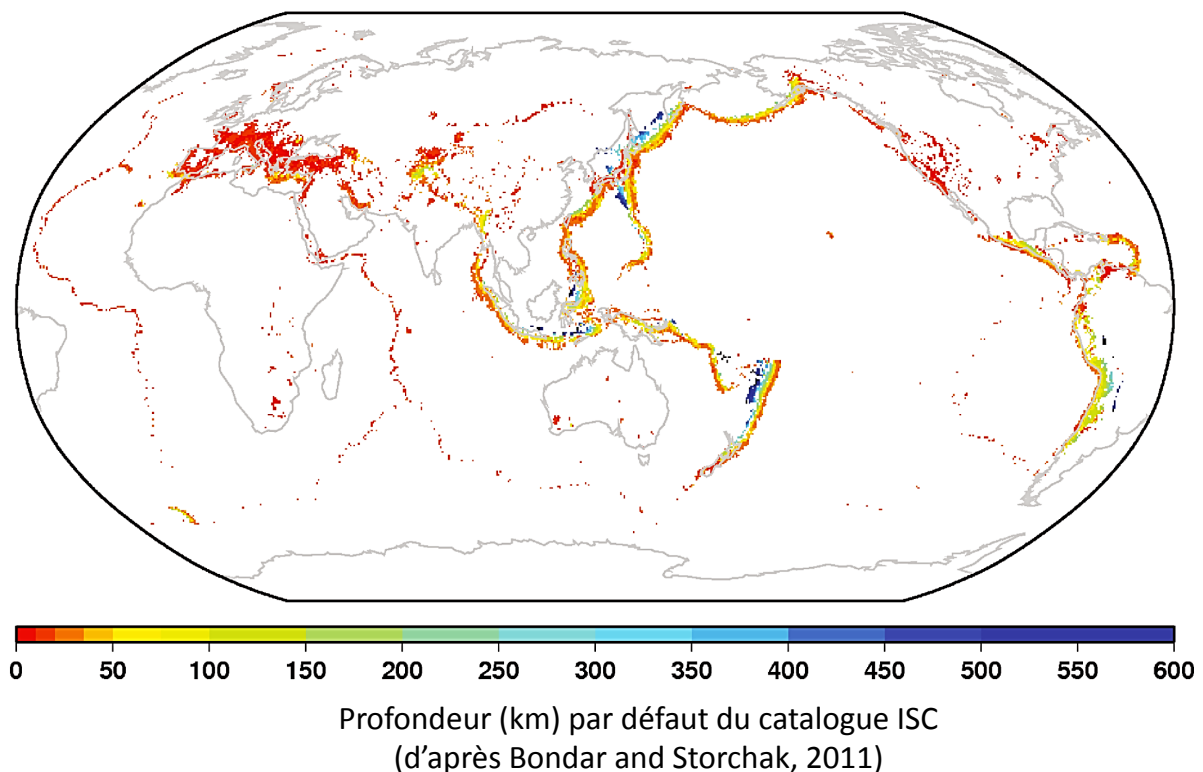 0 50 100 150 200 250 300 350 400 450 500 550 600
Profondeur (km) par défaut du catalogue ISC
(d’après Bondar and Storchak, 2011)